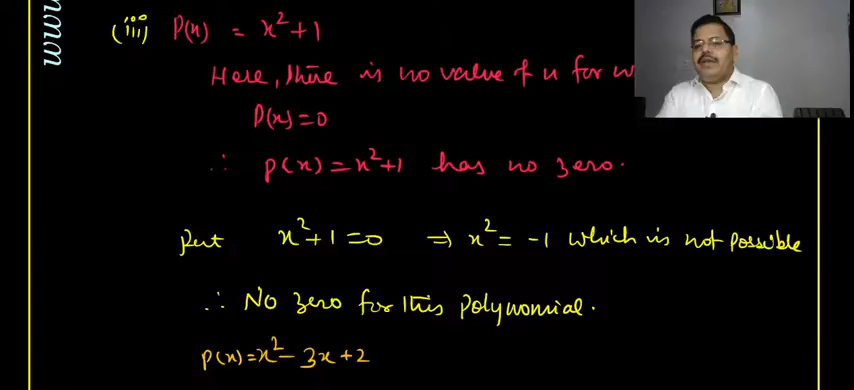 www
(iii) P(x) = x²+1
Here, there is no value of x for w
P(x)=0
∴ p(x)=x²+1 has no zero.
Put x²+1=0 ⇒ x² = -1 which is not possible
∴ No zero for this polynomial.
p(x)=x²-3x+2